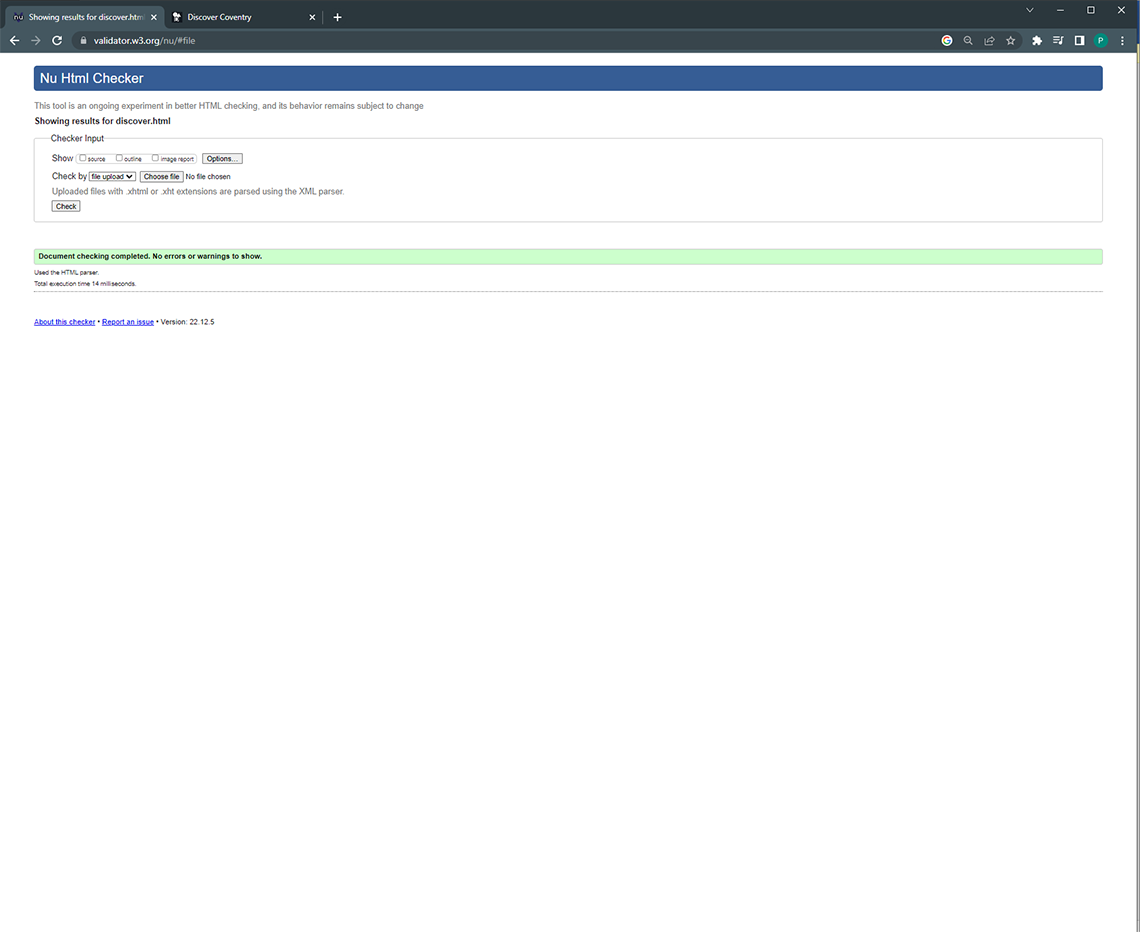 nu Showing results for discover.html Discover Coventry
validator.w3.org/nu/#file
P
Nu Html Checker
This tool is an ongoing experiment in better HTML checking, and its behavior remains subject to change
Showing results for discover.html
Checker Input
Show source outline image report Options...
Check by file upload Choose file No file chosen
Uploaded files with .xhtml or .xht extensions are parsed using the XML parser.
Check
Document checking completed. No errors or warnings to show.
Used the HTML parser.
Total execution time 14 milliseconds.
About this checker • Report an issue • Version: 22.12.5